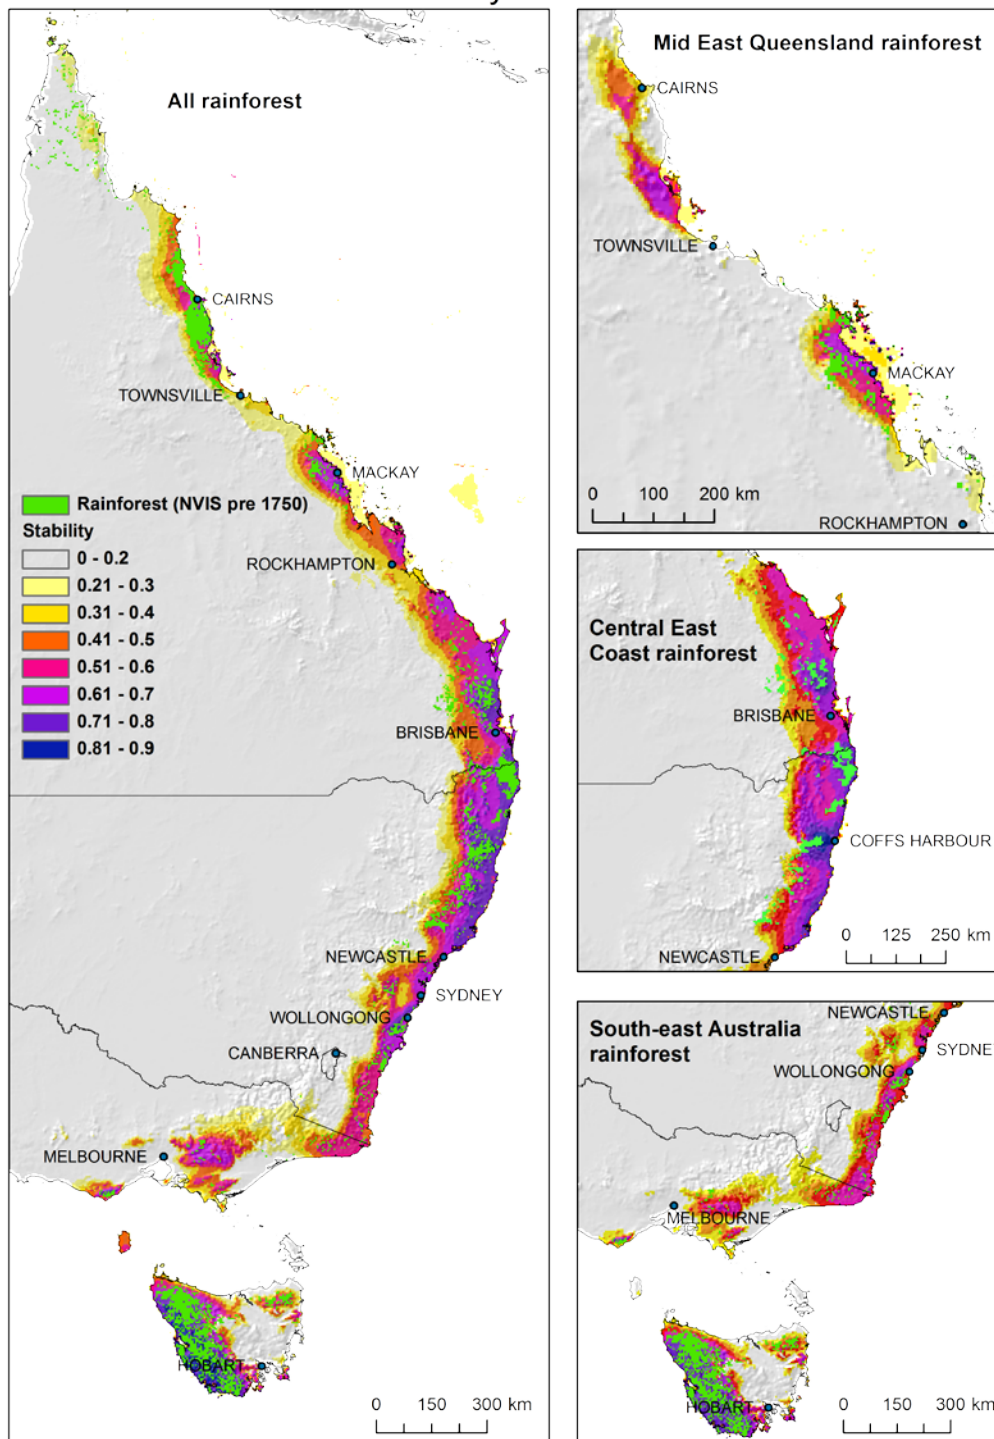 All rainforest
CAIRNS
TOWNSVILLE
MACKAY
Rainforest (NVIS pre 1750)
Stability
0 - 0.2
0.21 - 0.3
0.31 - 0.4
0.41 - 0.5
0.51 - 0.6
0.61 - 0.7
0.71 - 0.8
0.81 - 0.9
ROCKHAMPTON
BRISBANE
NEWCASTLE
SYDNEY
WOLLONGONG
CANBERRA
MELBOURNE
HOBART
0 150 300 km
Mid East Queensland rainforest
CAIRNS
TOWNSVILLE
MACKAY
0 100 200 km
ROCKHAMPTON
Central East
Coast rainforest
BRISBANE
COFFS HARBOUR
0 125 250 km
NEWCASTLE
South-east Australia
rainforest
NEWCASTLE
SYDNE
WOLLONGONG
MELBOURNE
HOBART
0 150 300 km